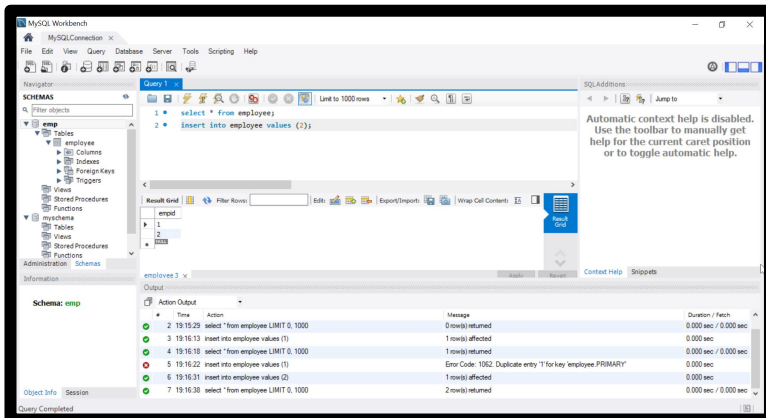 MySQL Workbench
MySQLConnection ×
File Edit View Query Database Server Tools Scripting Help
Navigator
SCHEMAS
Filter objects
emp
Tables
employee
Columns
Indexes
Foreign Keys
Triggers
Views
Stored Procedures
Functions
myschema
Tables
Views
Stored Procedures
Functions
Administration Schemas
Information
Schema: emp
Object Info Session
Query Completed
Query 1 ×
Limit to 1000 rows
1 select * from employee;
2 insert into employee values (2);
Result Grid Filter Rows: Edit: Export/Import: Wrap Cell Content:
empid
1
2
NULL
Result
Grid
employee 3 × Apply Revert
SQLAdditions
Jump to
Automatic context help is disabled.
Use the toolbar to manually get
help for the current caret position
or to toggle automatic help.
Context Help Snippets
Output
Action Output
# Time Action Message Duration / Fetch
2 19:15:29 select * from employee LIMIT 0, 1000 0 row(s) returned 0.000 sec / 0.000 sec
3 19:16:13 insert into employee values (1) 1 row(s) affected 0.000 sec
4 19:16:18 select * from employee LIMIT 0, 1000 1 row(s) returned 0.000 sec / 0.000 sec
5 19:16:22 insert into employee values (1) Error Code: 1062. Duplicate entry '1' for key 'employee.PRIMARY' 0.000 sec
6 19:16:31 insert into employee values (2) 1 row(s) affected 0.000 sec
7 19:16:38 select * from employee LIMIT 0, 1000 2 row(s) returned 0.000 sec / 0.000 sec